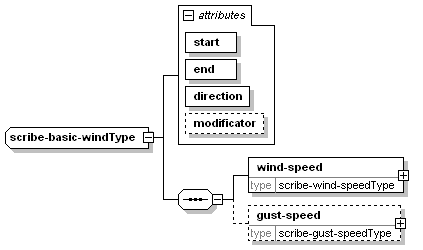 attributes
start
end
direction
modificator
scribe-basic-windType
wind-speed
type scribe-wind-speedType
gust-speed
type scribe-gust-speedType